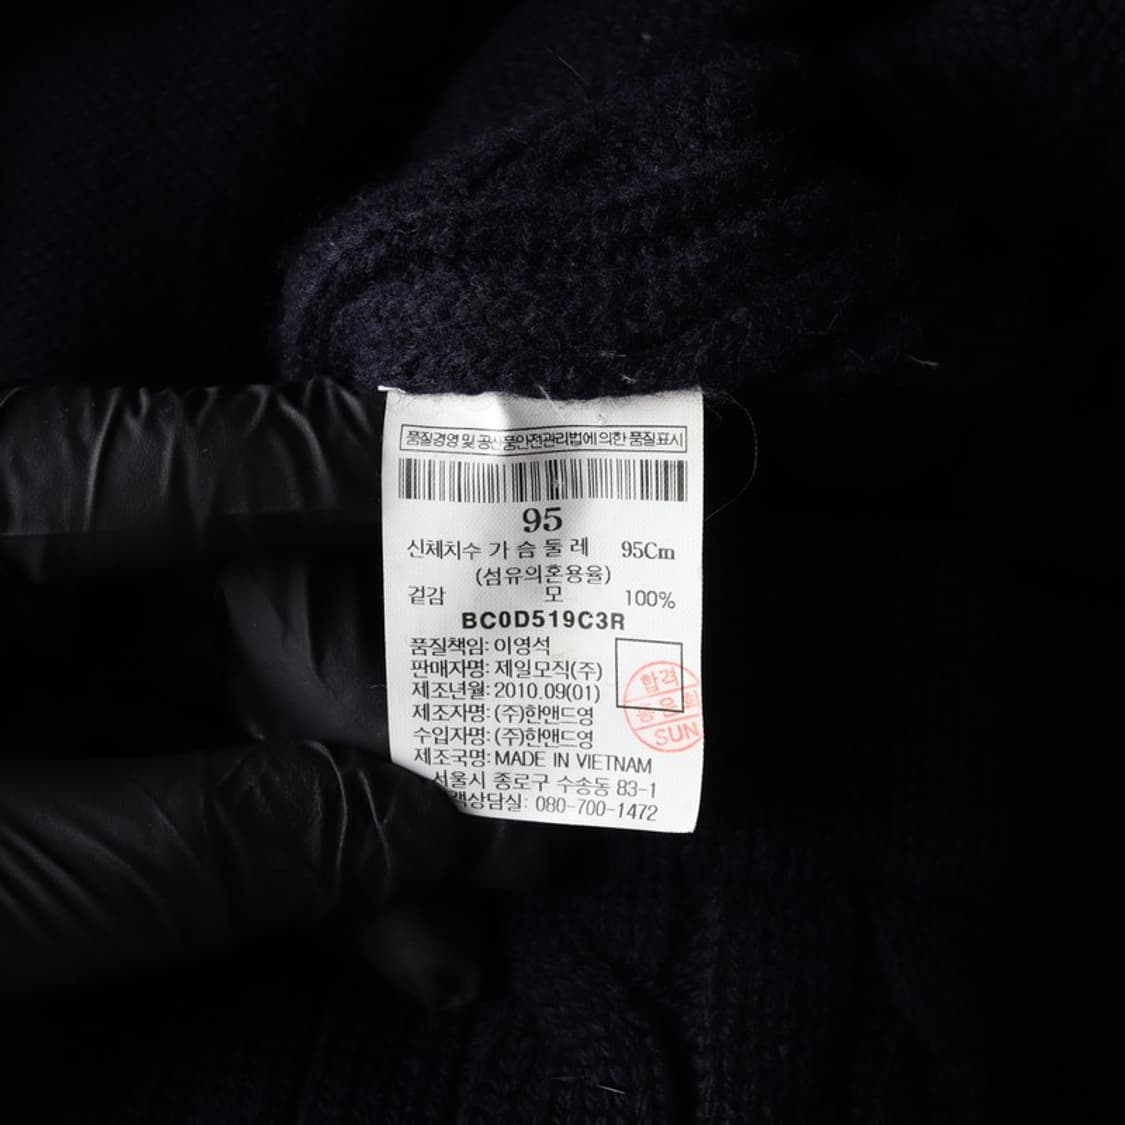 품질경영 및 공산품안전관리법에 의한 품질표시
95
신체치수 가 슴 둘 레 95Cm
(섬유의혼용율)
겉감 모 100%
BC0D519C3R
품질책임: 이영석
판매자명: 제일모직(주)
제조년월: 2010.09(01)
합격
제조자명: (주)한앤드영
수입자명: (주)한앤드영
SUN
제조국명: MADE IN VIETNAM
서울시 종로구 수송동 83-1
객상담실: 080-700-1472